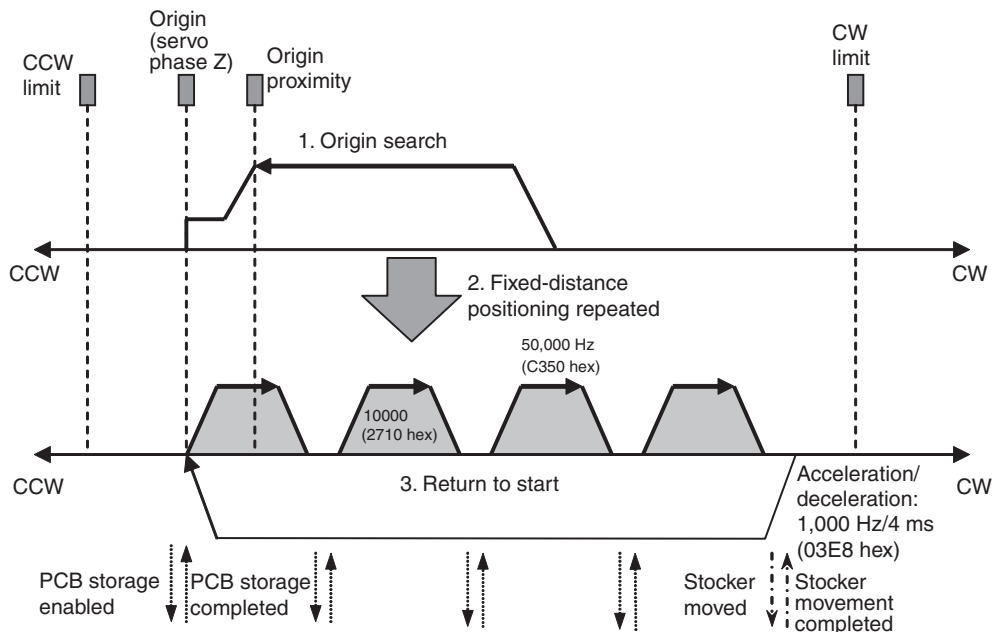 CCW
limit
Origin
(servo
phase Z)
Origin
proximity
CW
limit
1. Origin search
CCW
CW
2. Fixed-distance
positioning repeated
50,000 Hz
(C350 hex)
10000
(2710 hex)
CCW
CW
3. Return to start
Acceleration/
deceleration:
1,000 Hz/4 ms
(03E8 hex)
PCB storage
enabled
PCB storage
completed
Stocker
moved
Stocker
movement
completed